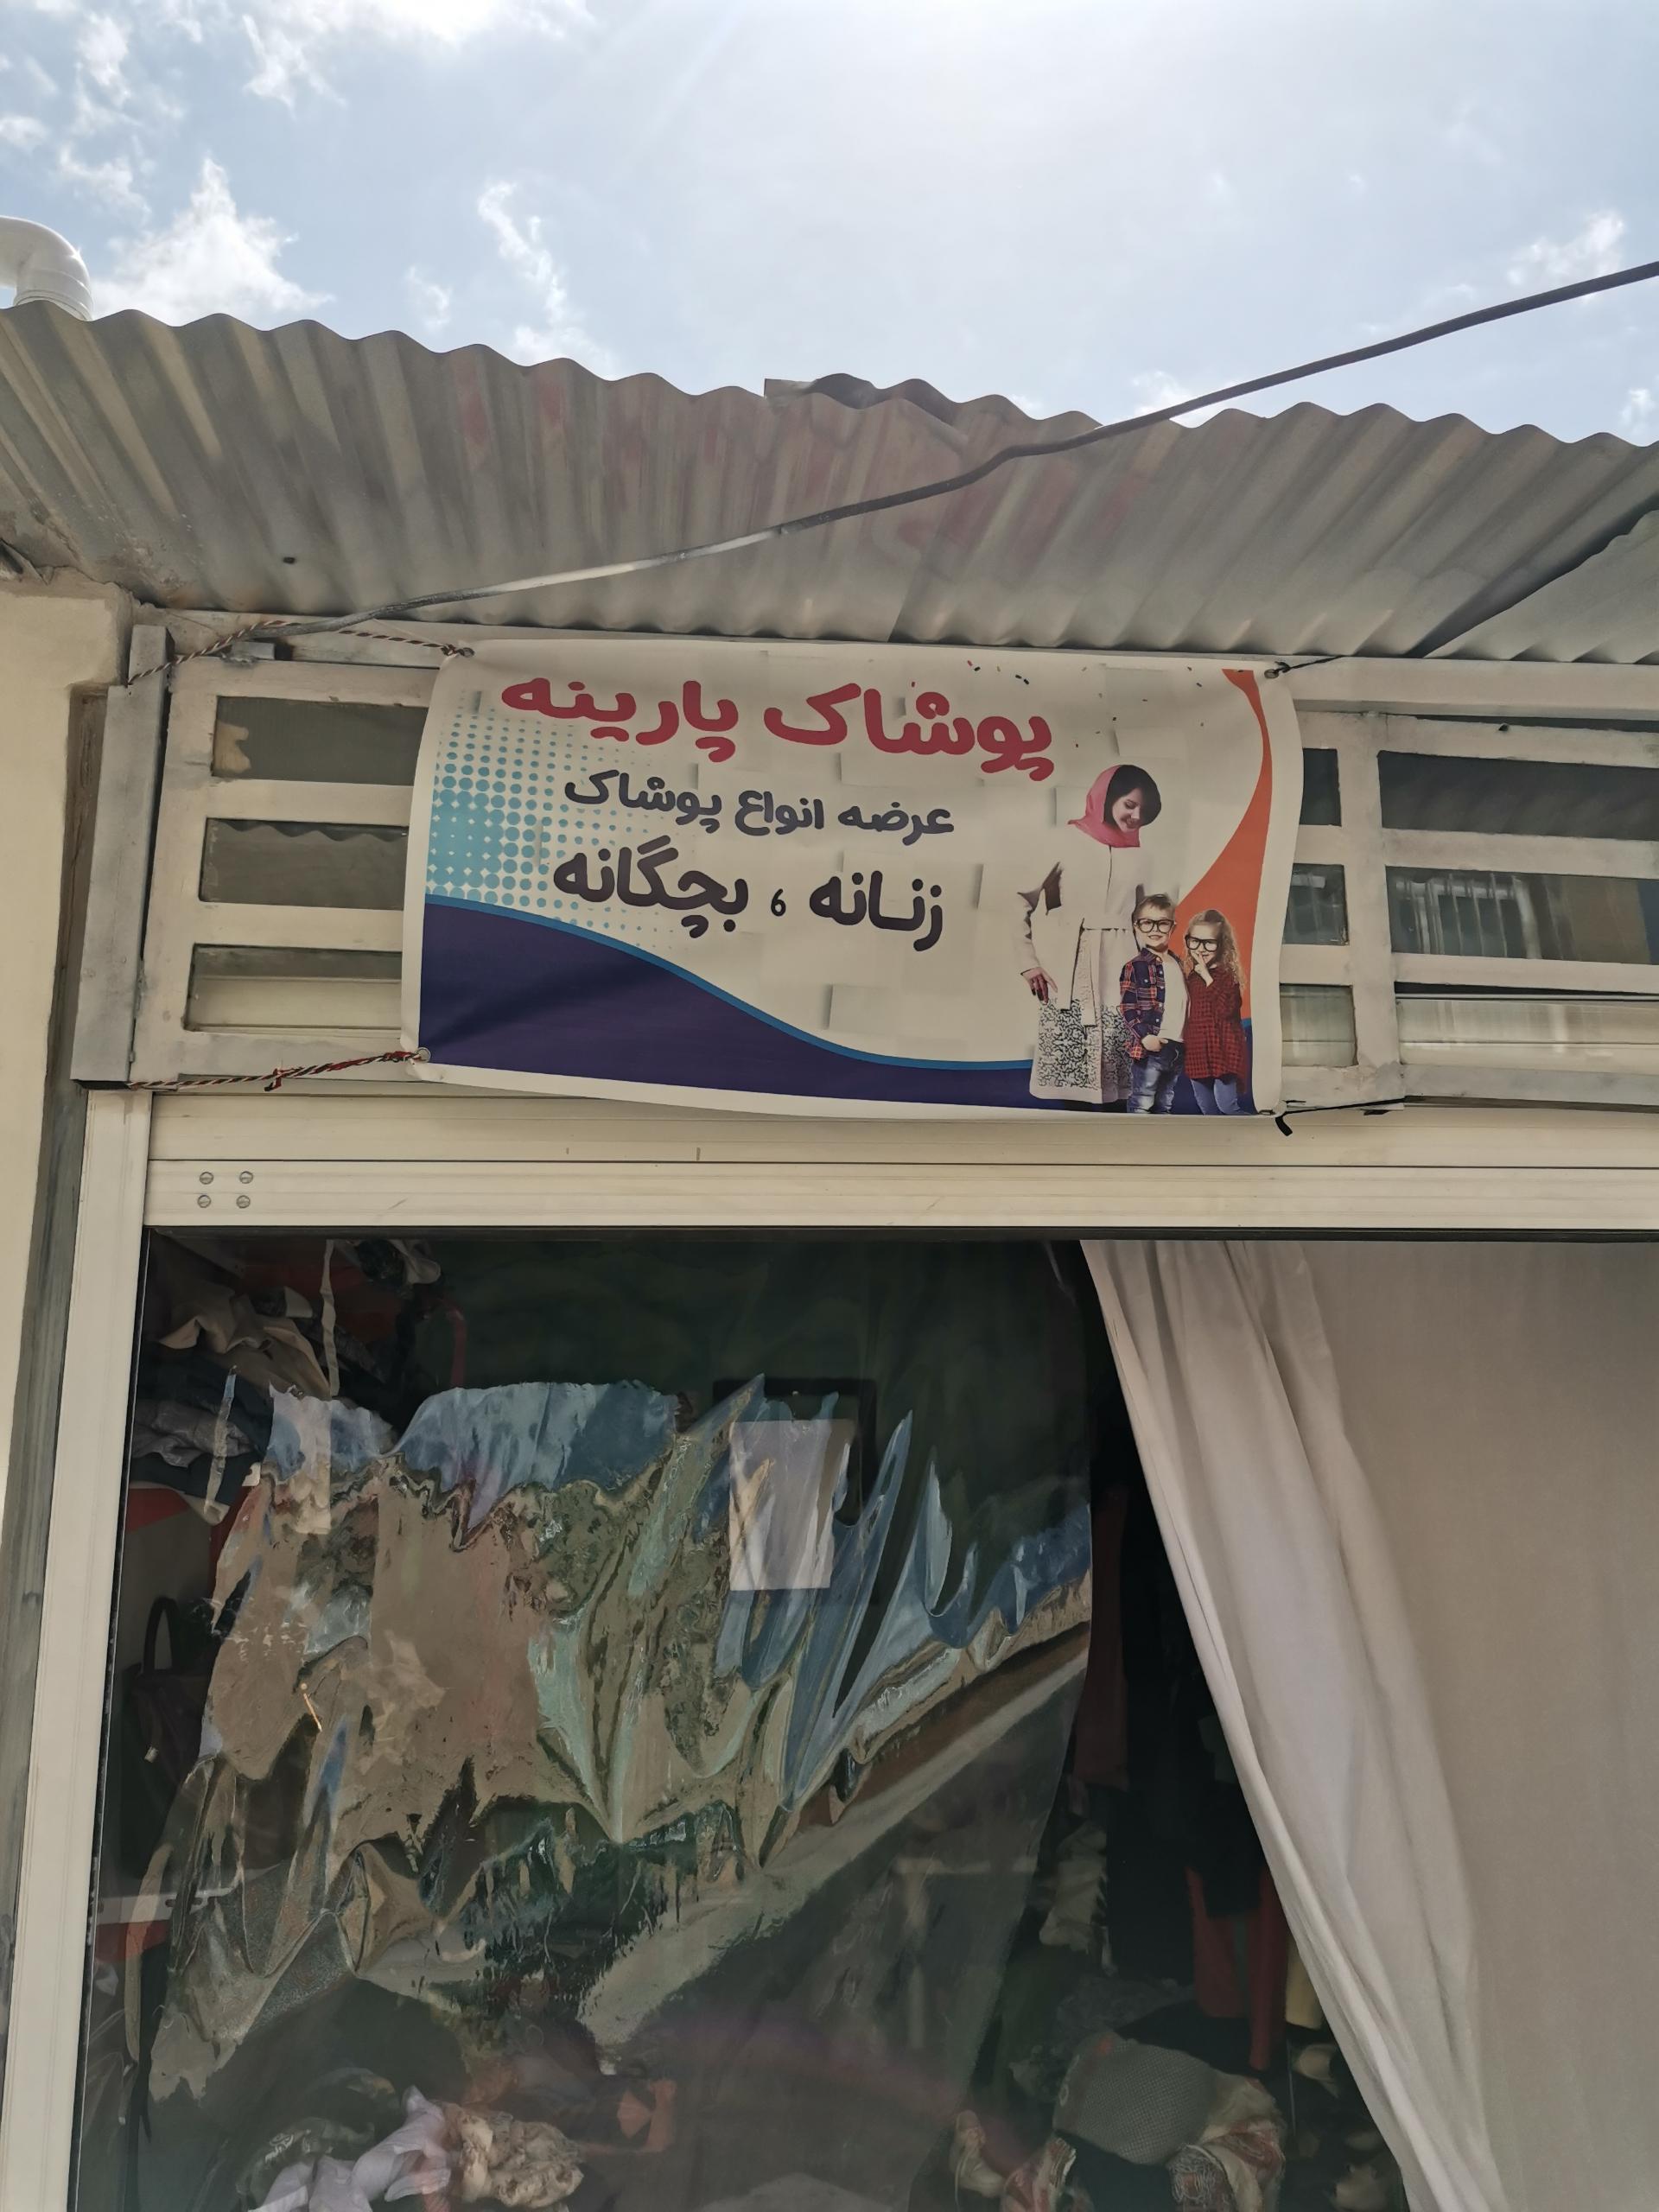 پوشاک پارینه
عرضه انواع پوشاک
زنانه ، بچگانه